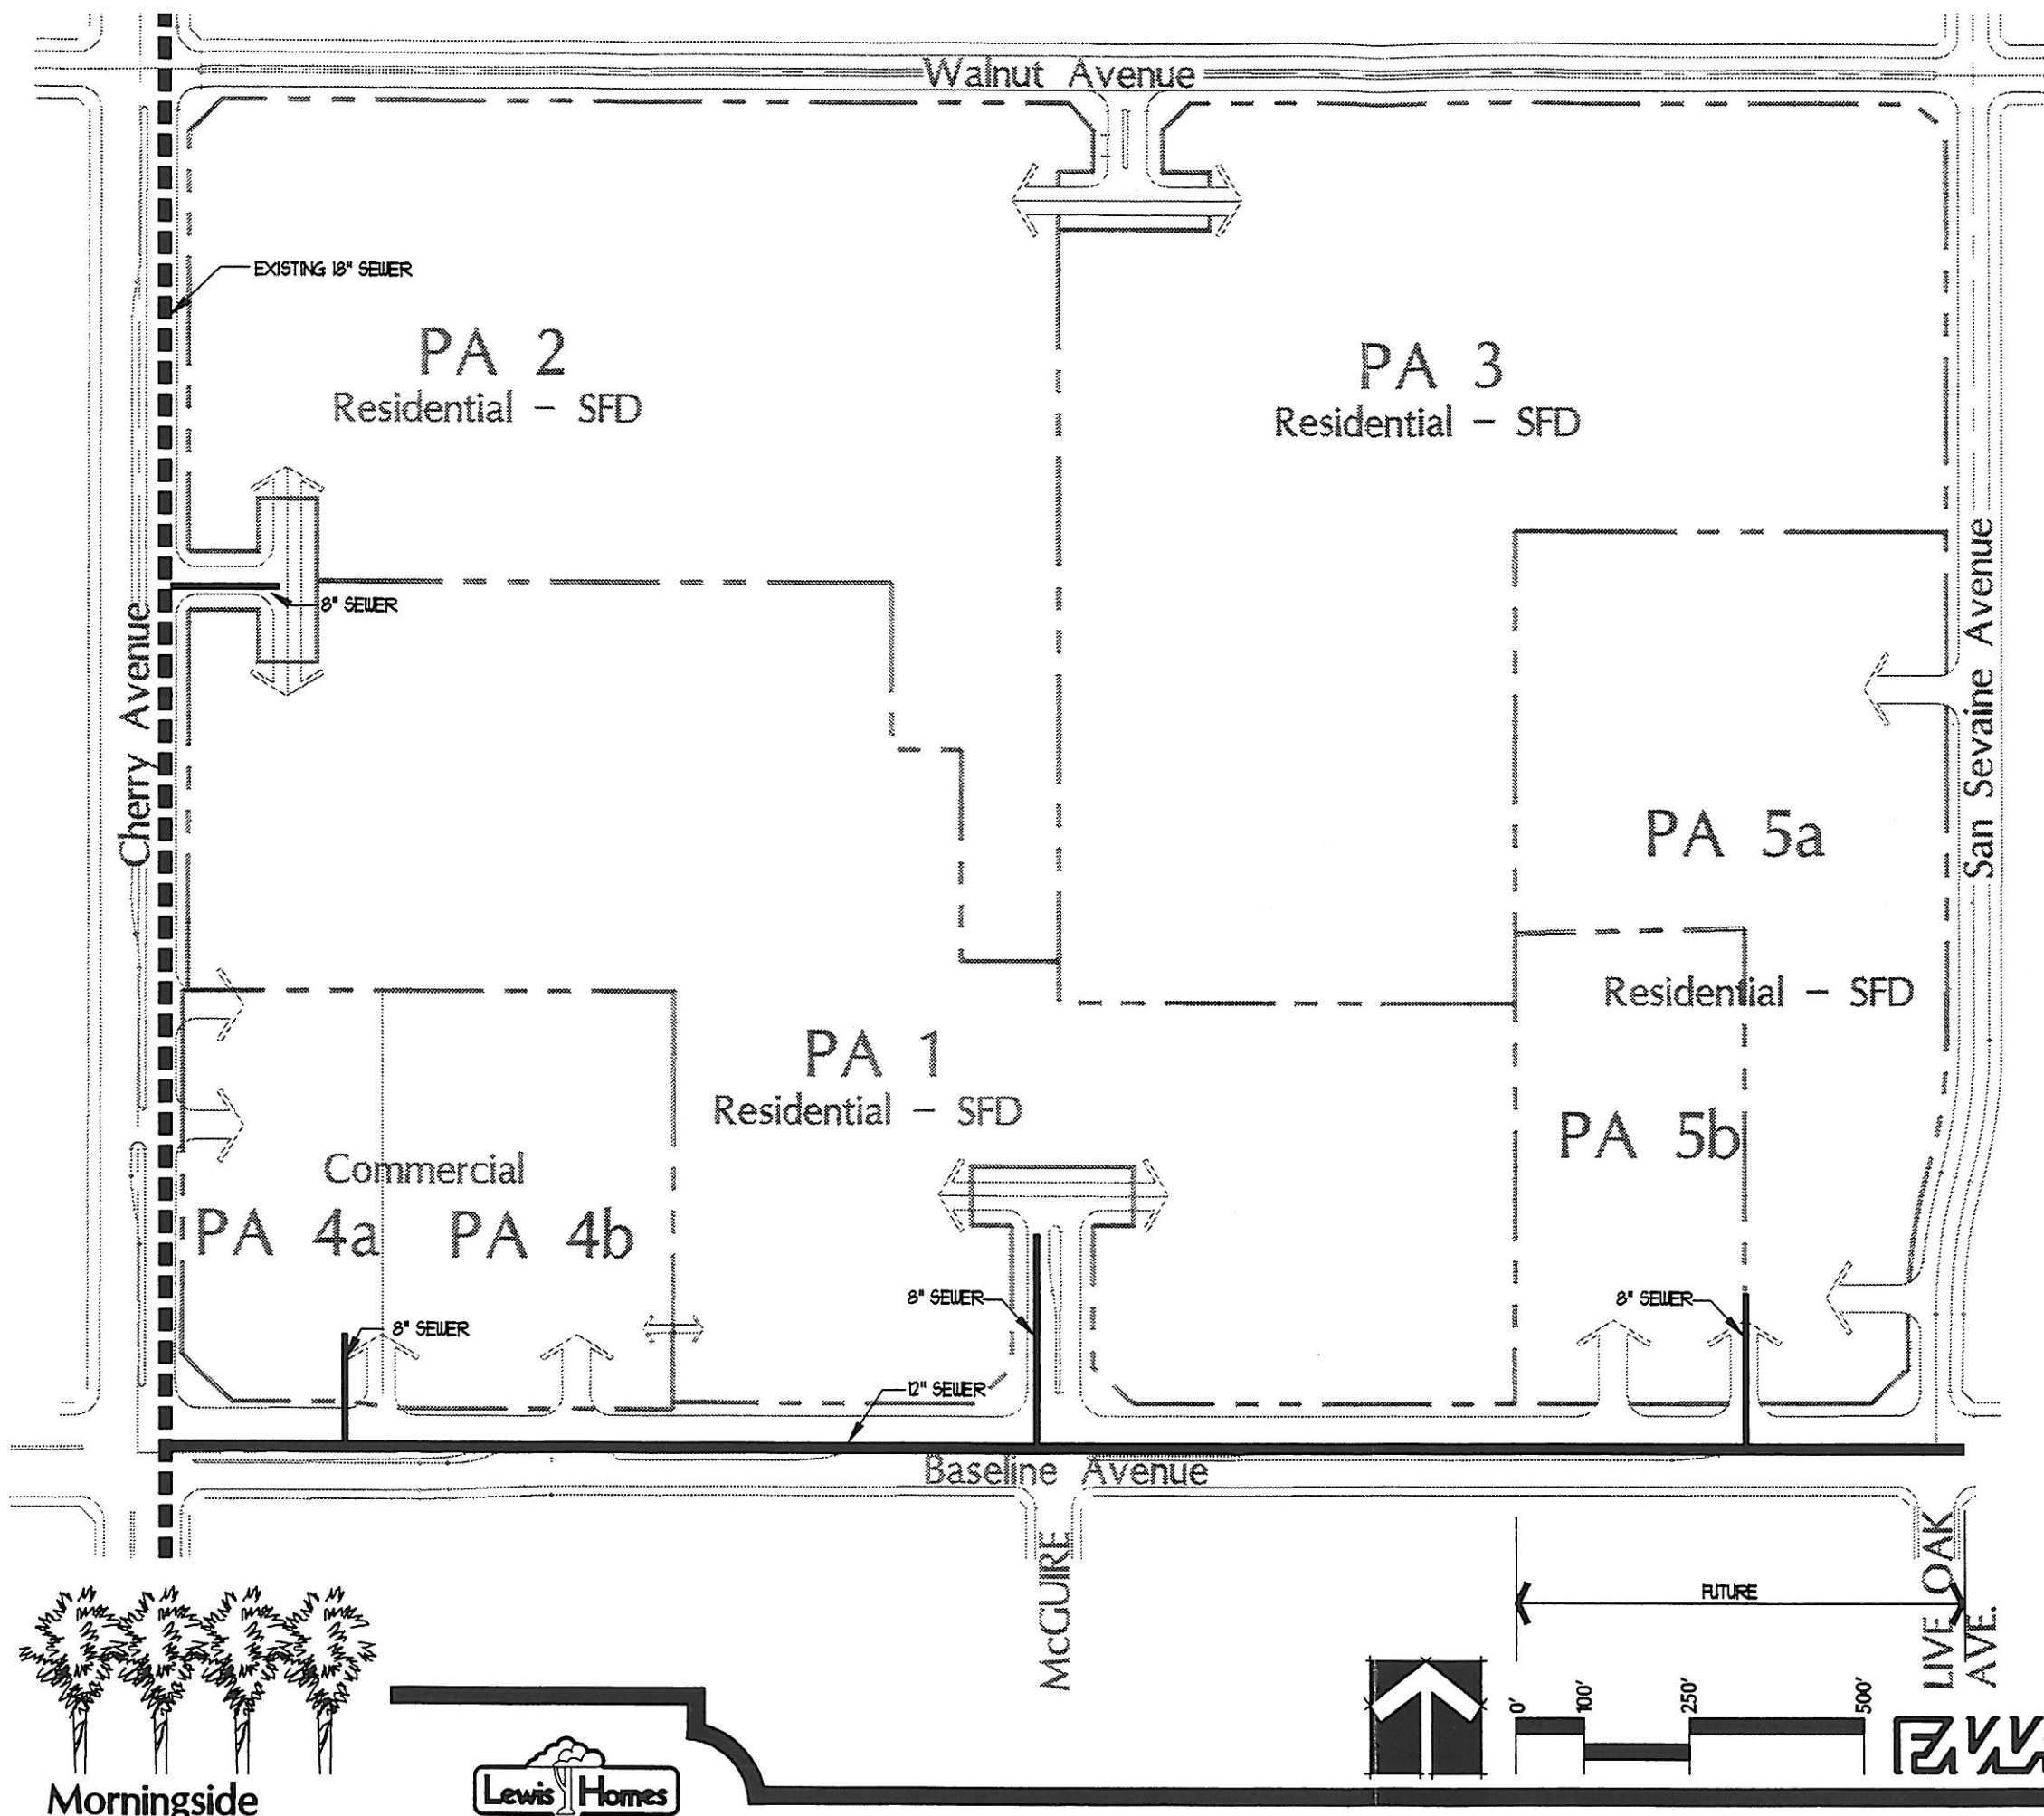 Walnut Avenue
EXISTING 18" SEWER
PA 2
Residential - SFD
PA 3
Residential - SFD
8" SEWER
Cherry Avenue
San Sevaine Avenue
PA 5a
Residential - SFD
PA 1
Residential - SFD
PA 5b
Commercial
PA 4a
PA 4b
8" SEWER
8" SEWER
8" SEWER
12" SEWER
Baseline Avenue
McGUIRE
LIVE OAK
AVE.
FUTURE
0'
100'
250'
500'
Morningside
Lewis Homes